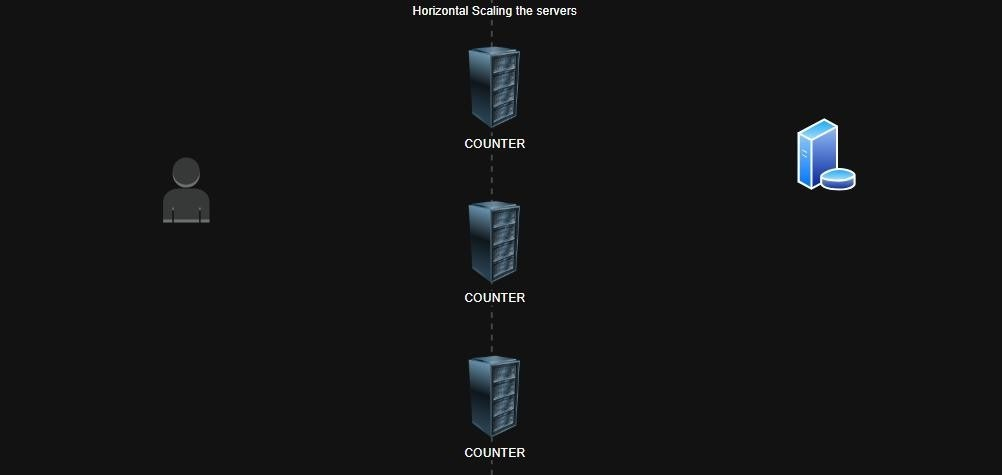 Horizontal Scaling the servers
COUNTER
COUNTER
COUNTER